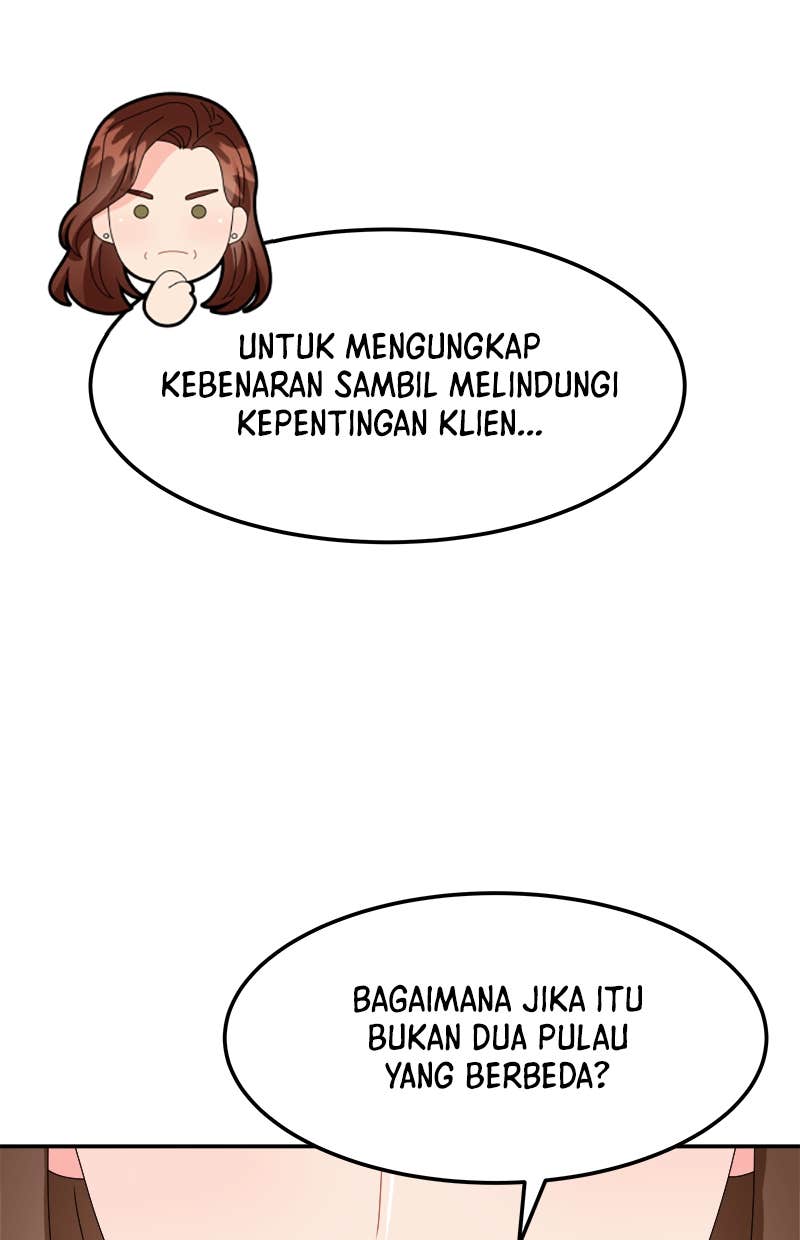 UNTUK MENGUNGKAP
KEBENARAN SAMBIL MELINDUNGI
KEPENTINGAN KLIEN...
BAGAIMANA JIKA ITU
BUKAN DUA PULAU
YANG BERBEDA?